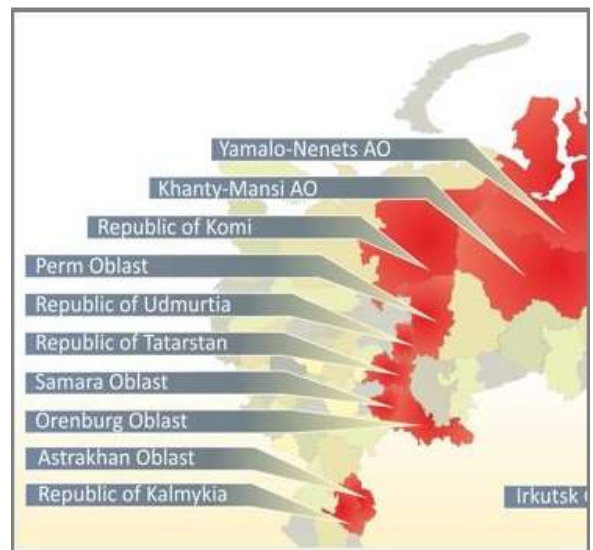 Yamalo-Nenets AO
Khanty-Mansi AO
Republic of Komi
Perm Oblast
Republic of Udmurtia
Republic of Tatarstan
Samara Oblast
Orenburg Oblast
Astrakhan Oblast
Republic of Kalmykia
Irkutsk